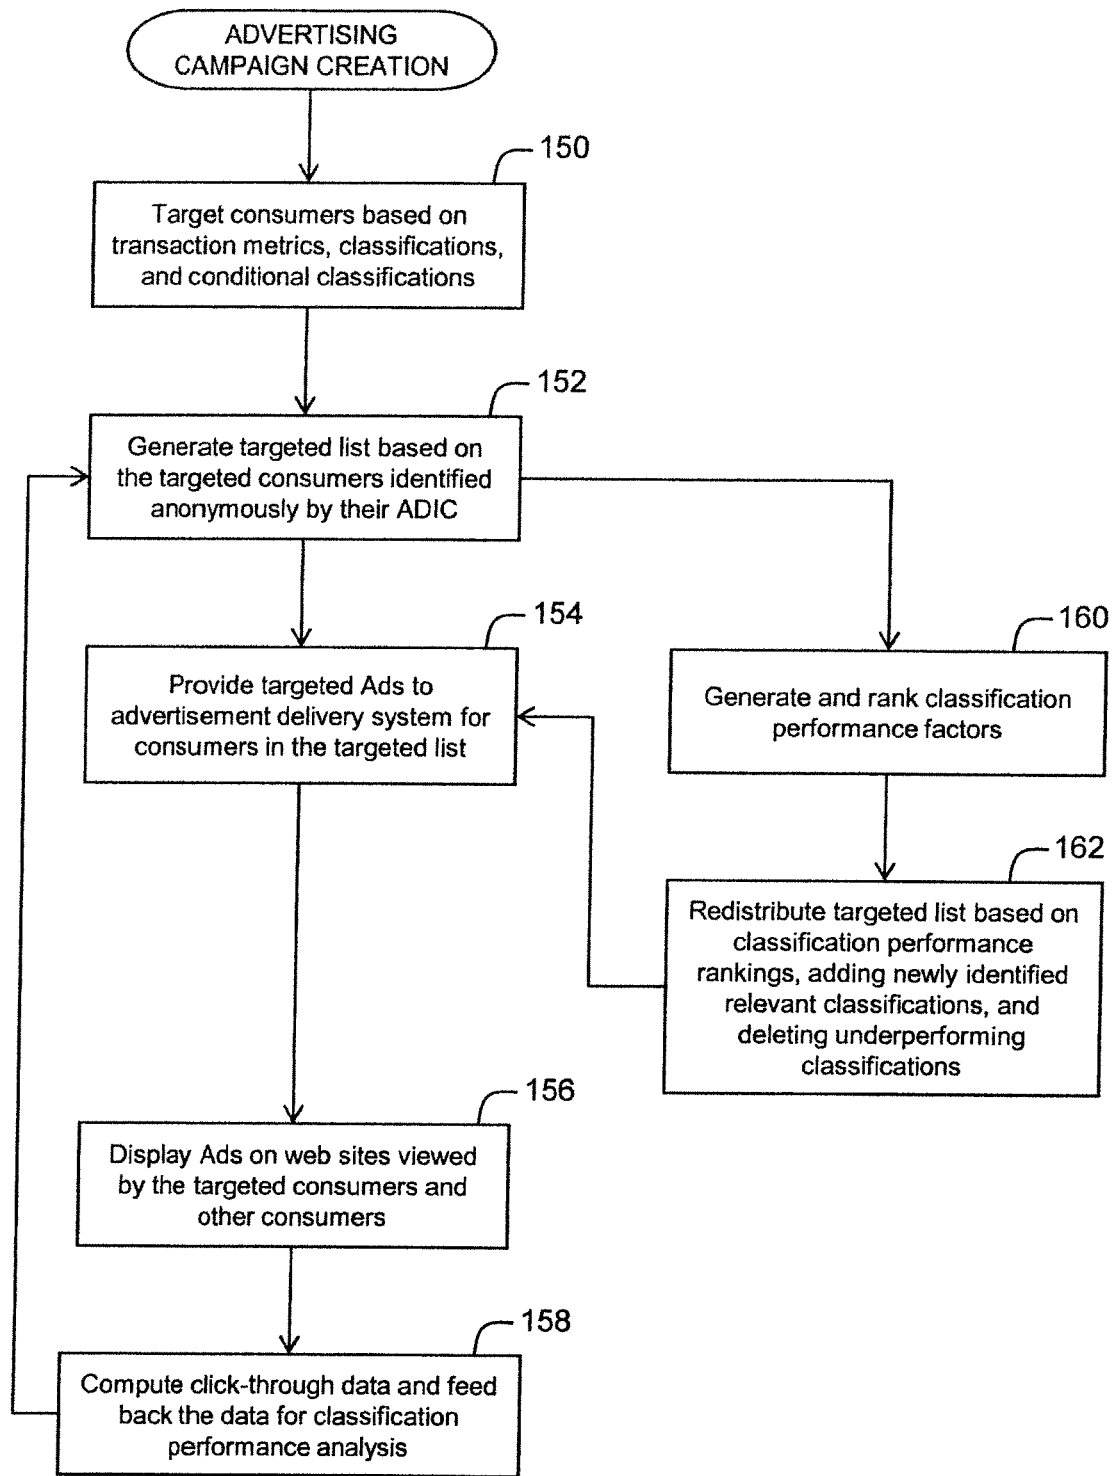 ADVERTISING
CAMPAIGN CREATION
150
Target consumers based on
transaction metrics, classifications,
and conditional classifications
152
Generate targeted list based on
the targeted consumers identified
anonymously by their ADIC
154
Provide targeted Ads to
advertisement delivery system for
consumers in the targeted list
160
Generate and rank classification
performance factors
162
Redistribute targeted list based on
classification performance
rankings, adding newly identified
relevant classifications, and
deleting underperforming
classifications
156
Display Ads on web sites viewed
by the targeted consumers and
other consumers
158
Compute click-through data and feed
back the data for classification
performance analysis